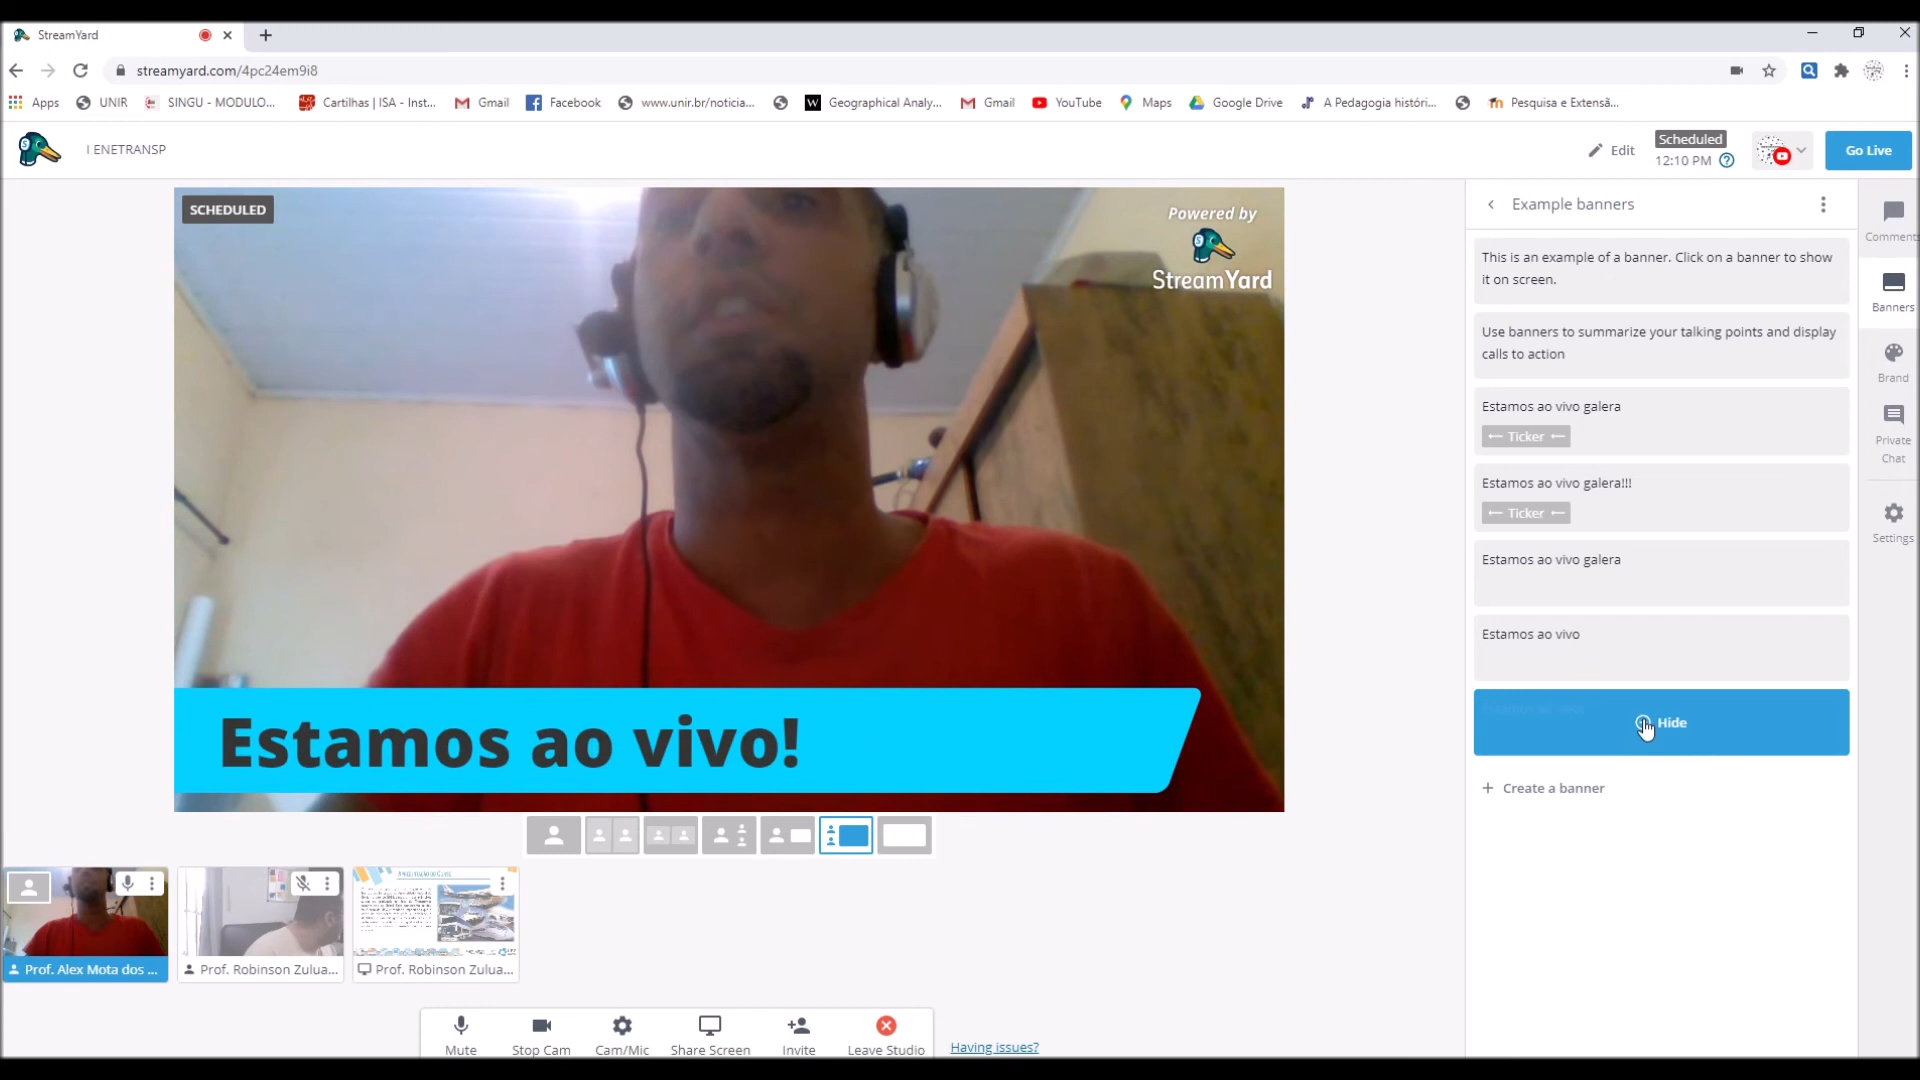 StreamYard
streamyard.com/4pc24em9i8
Apps
UNIR
SINGU - MODULO...
Cartilhas | ISA - Inst...
Gmail
Facebook
www.unir.br/noticia...
Geographical Analy...
Gmail
YouTube
Maps
Google Drive
A Pedagogia históri...
Pesquisa e Extensã...
I ENETRANSP
Edit
Scheduled
12:10 PM
Go Live
SCHEDULED
Powered by
StreamYard
Estamos ao vivo!
Example banners
This is an example of a banner. Click on a banner to show
it on screen.
Use banners to summarize your talking points and display
calls to action
Estamos ao vivo galera
Ticker
Estamos ao vivo galera!!!
Ticker
Estamos ao vivo galera
Estamos ao vivo
Hide
+ Create a banner
Comments
Banners
Brand
Private
Chat
Settings
Prof. Alex Mota dos ...
Prof. Robinson Zulua...
Prof. Robinson Zulua...
Mute
Stop Cam
Cam/Mic
Share Screen
Invite
Leave Studio
Having issues?